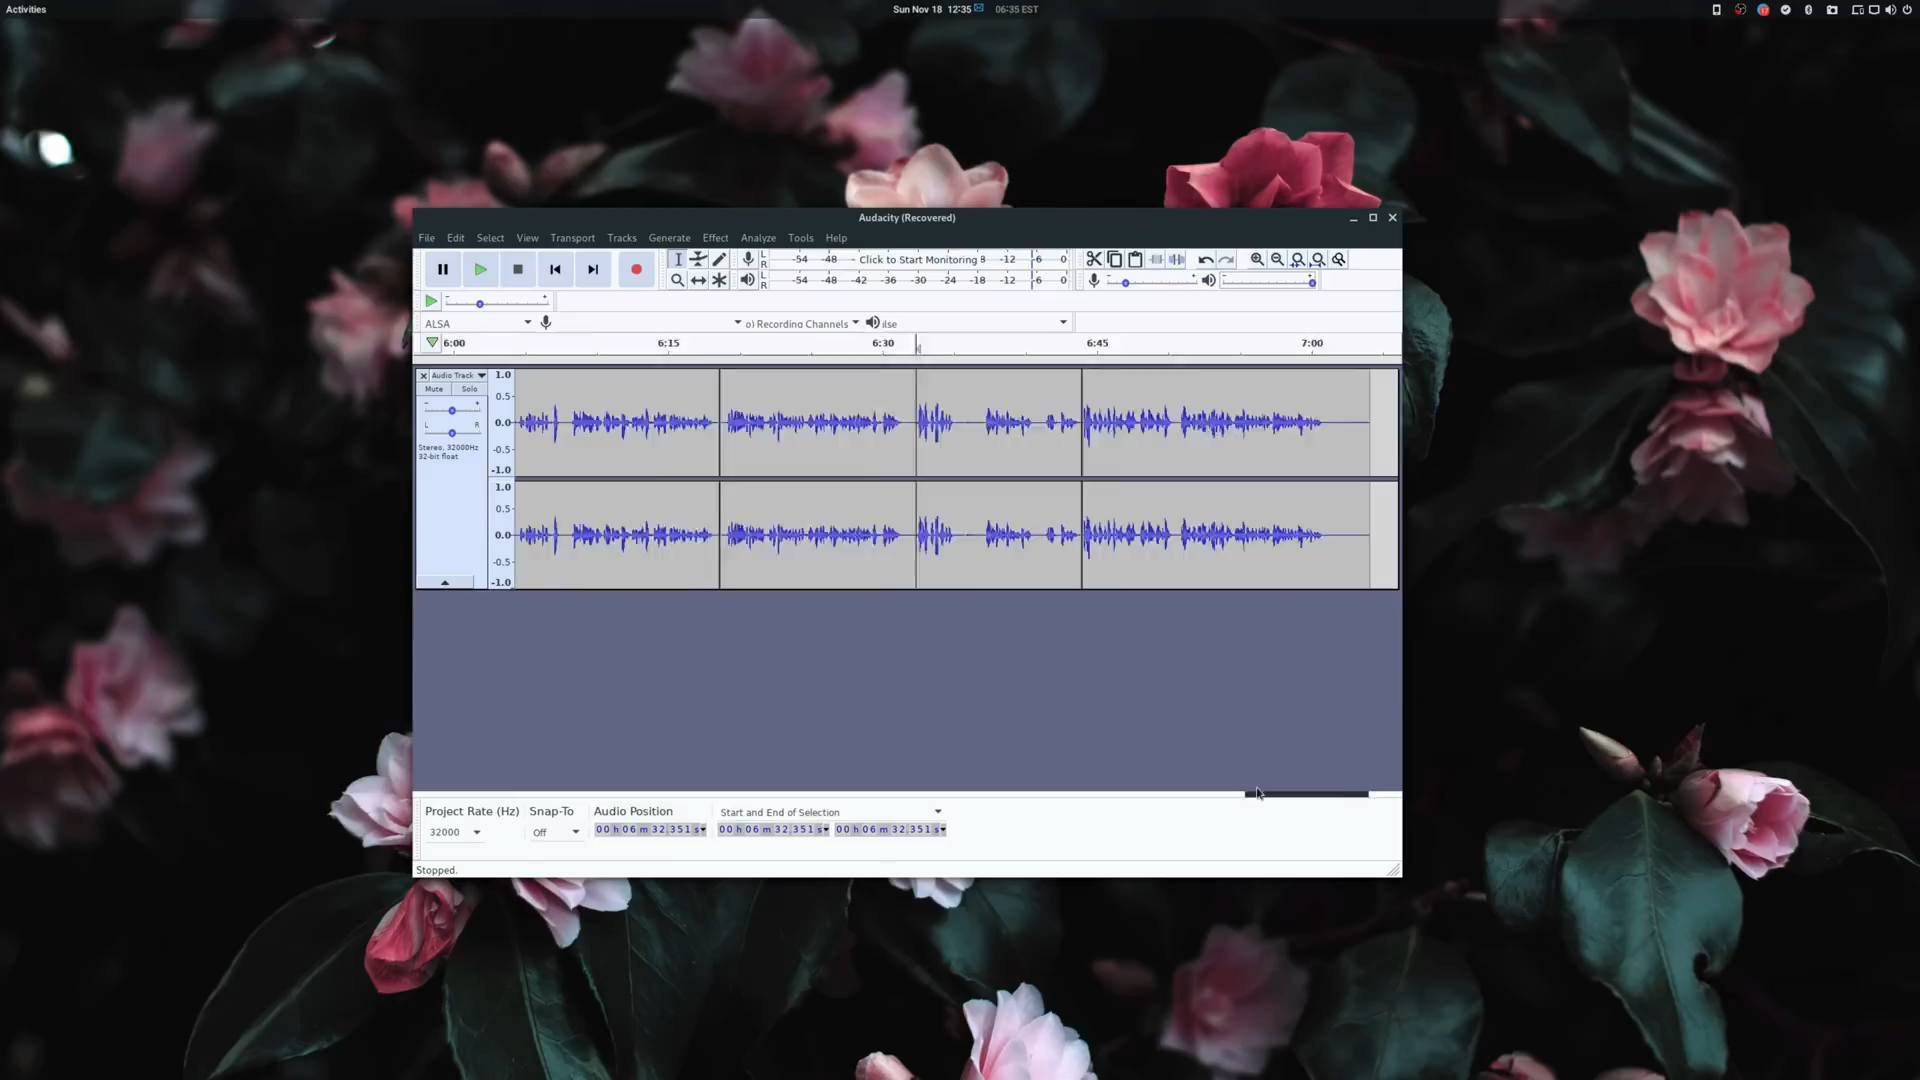 Activities
Sun Nov 18 12:35 06:35 EST
17
Audacity (Recovered)
File Edit Select View Transport Tracks Generate Effect Analyze Tools Help
L
R
-54 -48 - Click to Start Monitoring 8 -12 -6 0
L
R
-54 -48 -42 -36 -30 -24 -18 -12 -6 0
ALSA
o) Recording Channels
lse
6:00 6:15 6:30 6:45 7:00
Audio Track
Mute Solo
- +
L R
Stereo, 32000Hz
32-bit float
1.0
0.5
0.0
-0.5
-1.0
1.0
0.5
0.0
-0.5
-1.0
Project Rate (Hz) Snap-To Audio Position Start and End of Selection
32000 Off 00 h 06 m 32.351 s 00 h 06 m 32.351 s 00 h 06 m 32.351 s
Stopped.